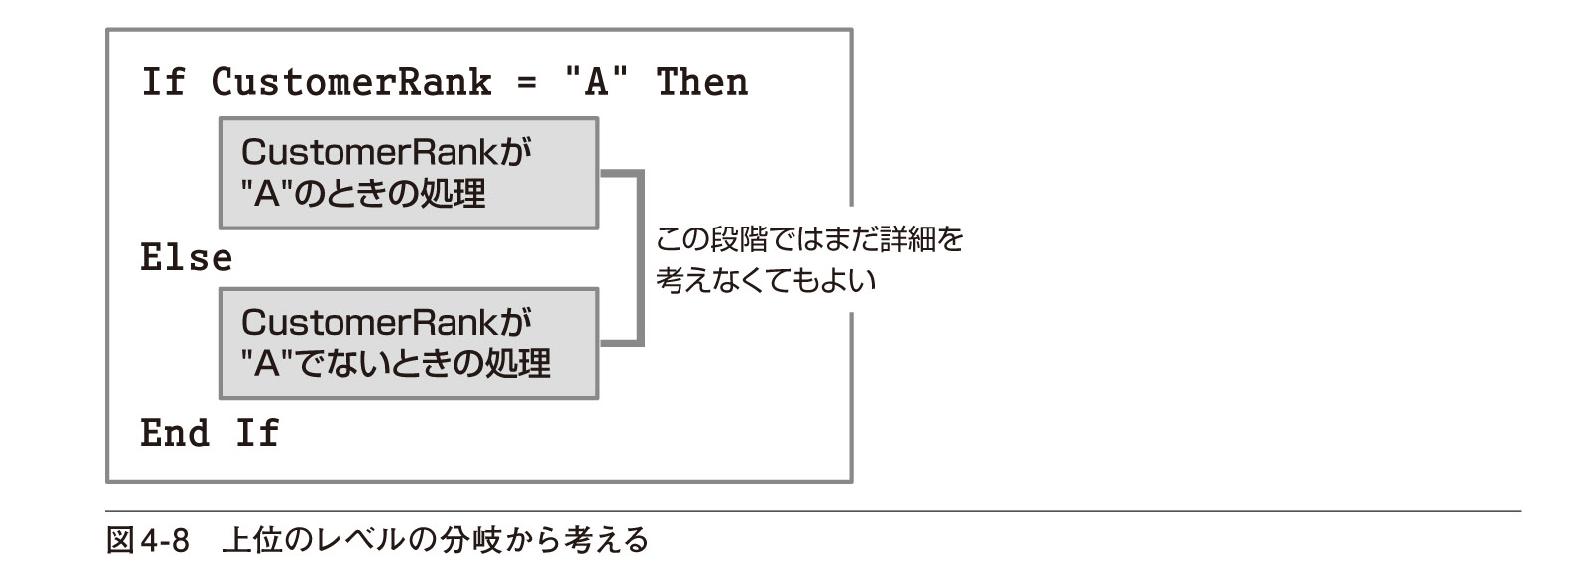 If CustomerRank = "A" Then
CustomerRankが
"A"のときの処理
Else
この段階ではまだ詳細を
考えなくてもよい
CustomerRankが
"A"でないときの処理
End If
図4-8　上位のレベルの分岐から考える